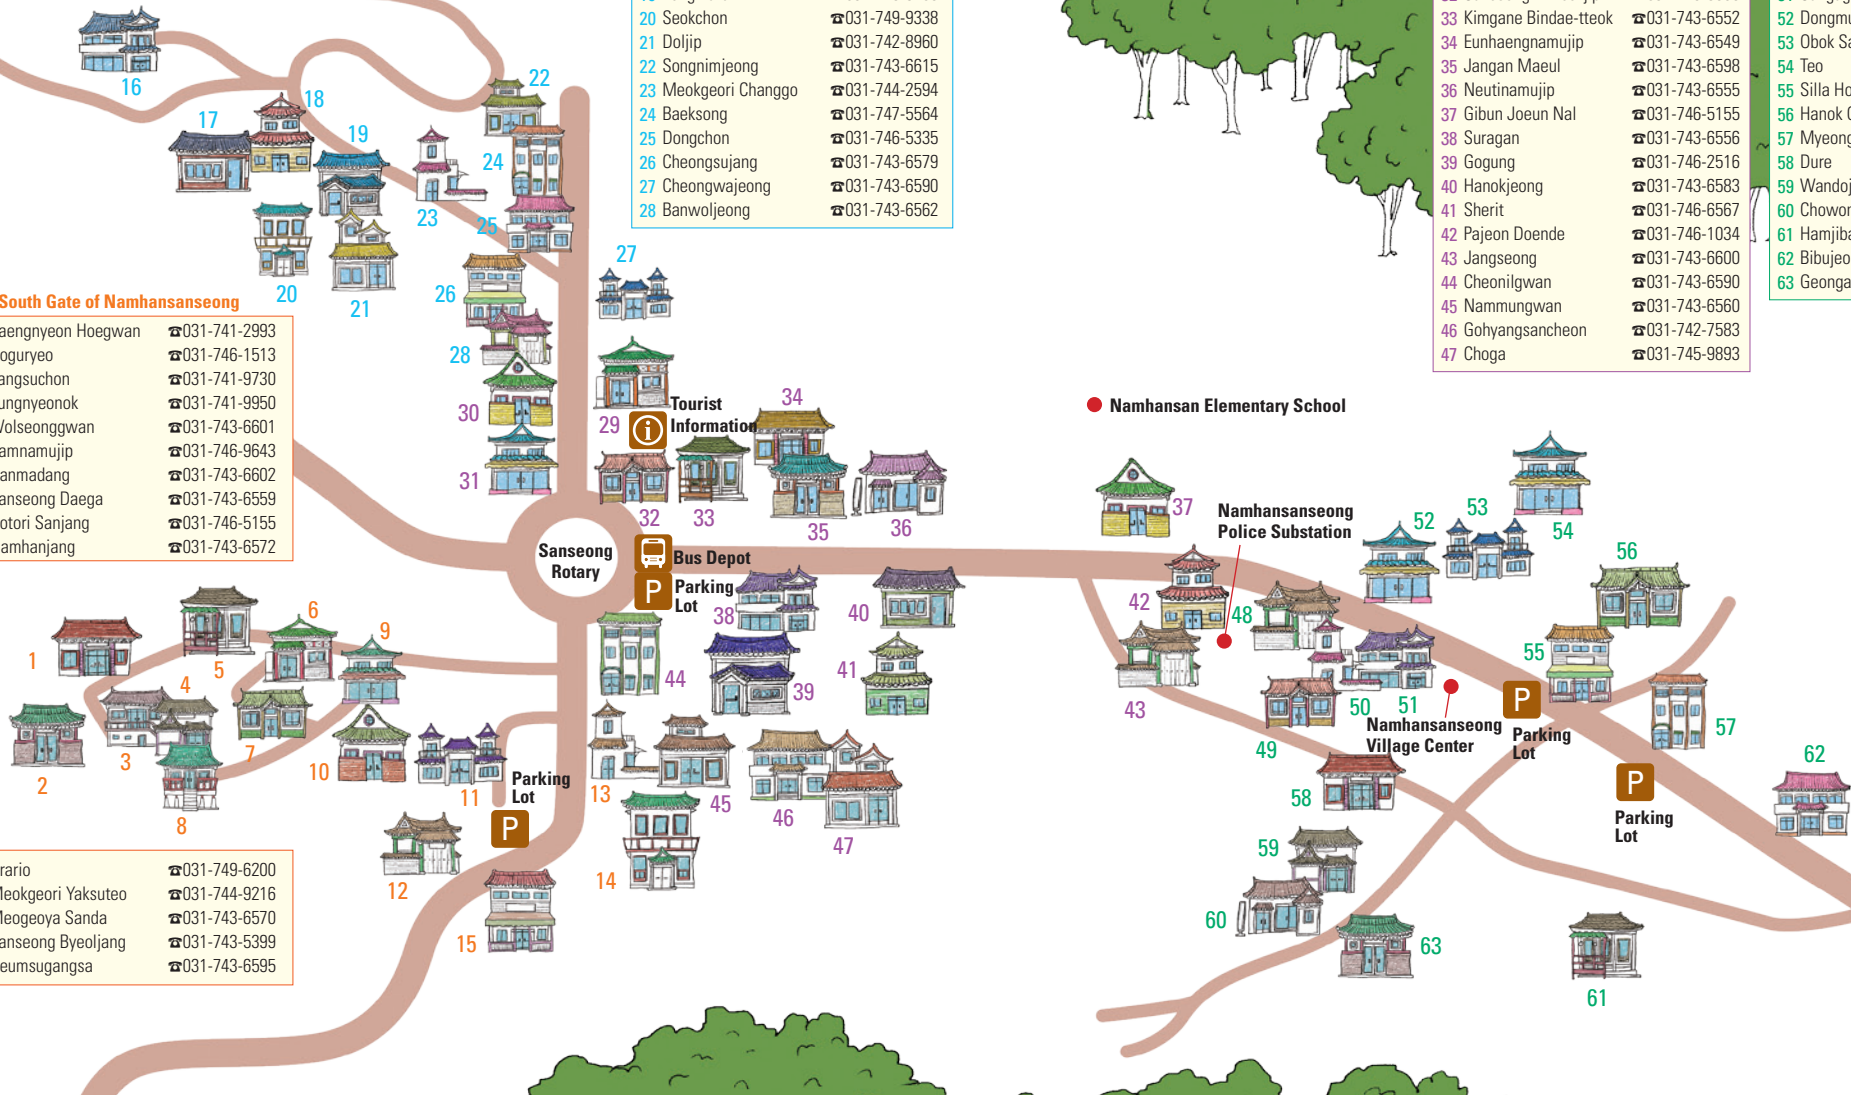 20 Seokchon ☎031-749-9338
21 Doljip ☎031-742-8960
22 Songnimjeong ☎031-743-6615
23 Meokgeori Changgo ☎031-744-2594
24 Baeksong ☎031-747-5564
25 Dongchon ☎031-746-5335
26 Cheongsujang ☎031-743-6579
27 Cheongwajeong ☎031-743-6590
28 Banwoljeong ☎031-743-6562
33 Kimgane Bindae-tteok ☎031-743-6552
34 Eunhaengnamujip ☎031-743-6549
35 Jangan Maeul ☎031-743-6598
36 Neutinamujip ☎031-743-6555
37 Gibun Joeun Nal ☎031-746-5155
38 Suragan ☎031-743-6556
39 Gogung ☎031-746-2516
40 Hanokjeong ☎031-743-6583
41 Sherit ☎031-746-6567
42 Pajeon Doende ☎031-746-1034
43 Jangseong ☎031-743-6600
44 Cheonilgwan ☎031-743-6590
45 Nammungwan ☎031-743-6560
46 Gohyangsancheon ☎031-742-7583
47 Choga ☎031-745-9893
52 Dongmu
53 Obok Sa
54 Teo
55 Silla Ho
56 Hanok
57 Myeong
58 Dure
59 Wandoj
60 Chowon
61 Hamjiba
62 Bibujeo
63 Geonga
South Gate of Namhansanseong
aengnyeon Hoegwan ☎031-741-2993
oguryeo ☎031-746-1513
angsuchon ☎031-741-9730
ungnyeonok ☎031-741-9950
Wolseonggwan ☎031-743-6601
amnamujip ☎031-746-9643
anmadang ☎031-743-6602
anseong Daega ☎031-743-6559
otori Sanjang ☎031-746-5155
amhanjang ☎031-743-6572
rario ☎031-749-6200
Meokgeori Yaksuteo ☎031-744-9216
Meogeoya Sanda ☎031-743-6570
anseong Byeoljang ☎031-743-5399
eumsugangsa ☎031-743-6595
16
17
18
19
20
21
22
23
24
25
26
27
28
29
30
31
Tourist
Information
32
33
34
35
36
Sanseong
Rotary
Bus Depot
P
Parking
Lot
38
39
40
41
44
45
46
47
1
2
3
4
5
6
7
8
9
10
11
12
13
14
15
Parking
Lot
P
Namhansan Elementary School
37
Namhansanseong
Police Substation
42
43
48
49
50
51
52
53
54
55
56
57
58
59
60
61
62
63
Namhansanseong
Village Center
P
Parking
Lot
P
Parking
Lot